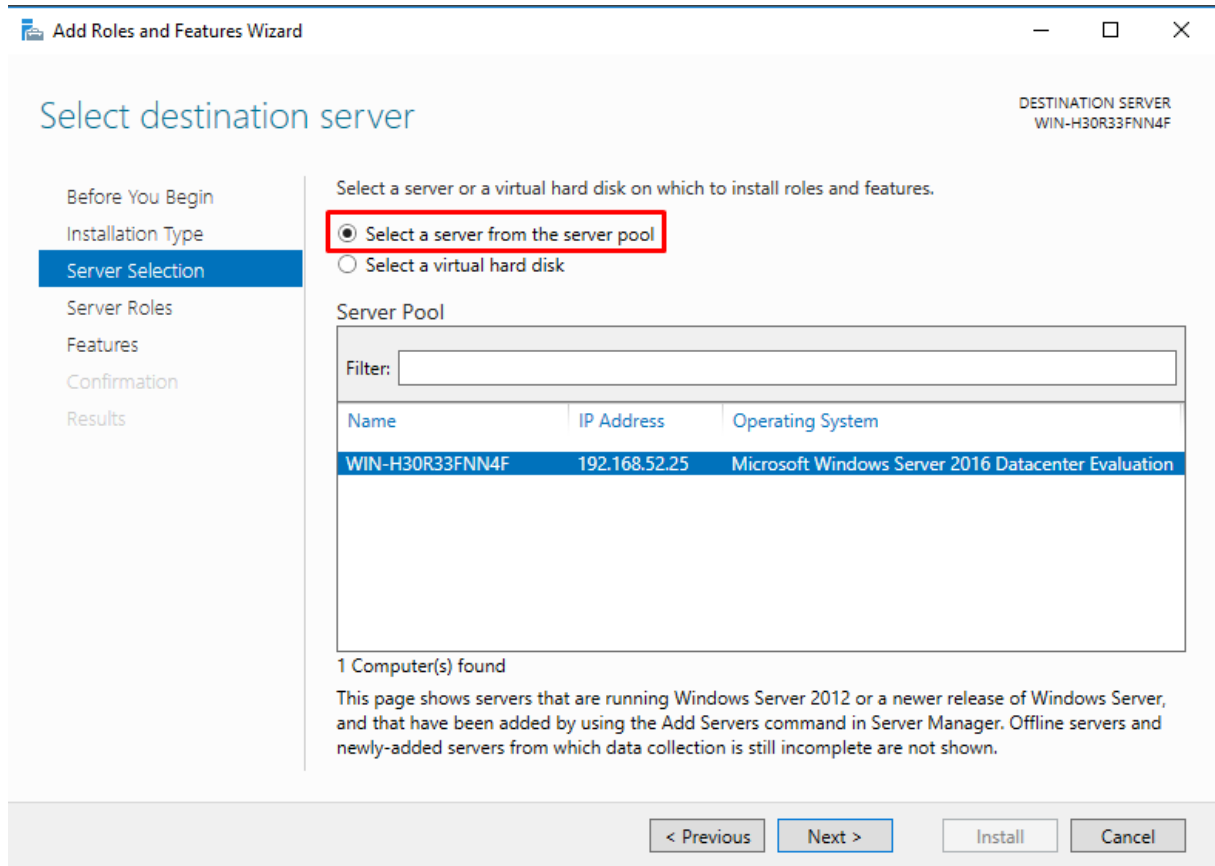 Add Roles and Features Wizard
Select destination server
DESTINATION SERVER
WIN-H30R33FNN4F
Before You Begin
Installation Type
Server Selection
Server Roles
Features
Confirmation
Results
Select a server or a virtual hard disk on which to install roles and features.
Select a server from the server pool
Select a virtual hard disk
Server Pool
Filter:
Name IP Address Operating System
WIN-H30R33FNN4F 192.168.52.25 Microsoft Windows Server 2016 Datacenter Evaluation
1 Computer(s) found
This page shows servers that are running Windows Server 2012 or a newer release of Windows Server,
and that have been added by using the Add Servers command in Server Manager. Offline servers and
newly-added servers from which data collection is still incomplete are not shown.
< Previous Next > Install Cancel